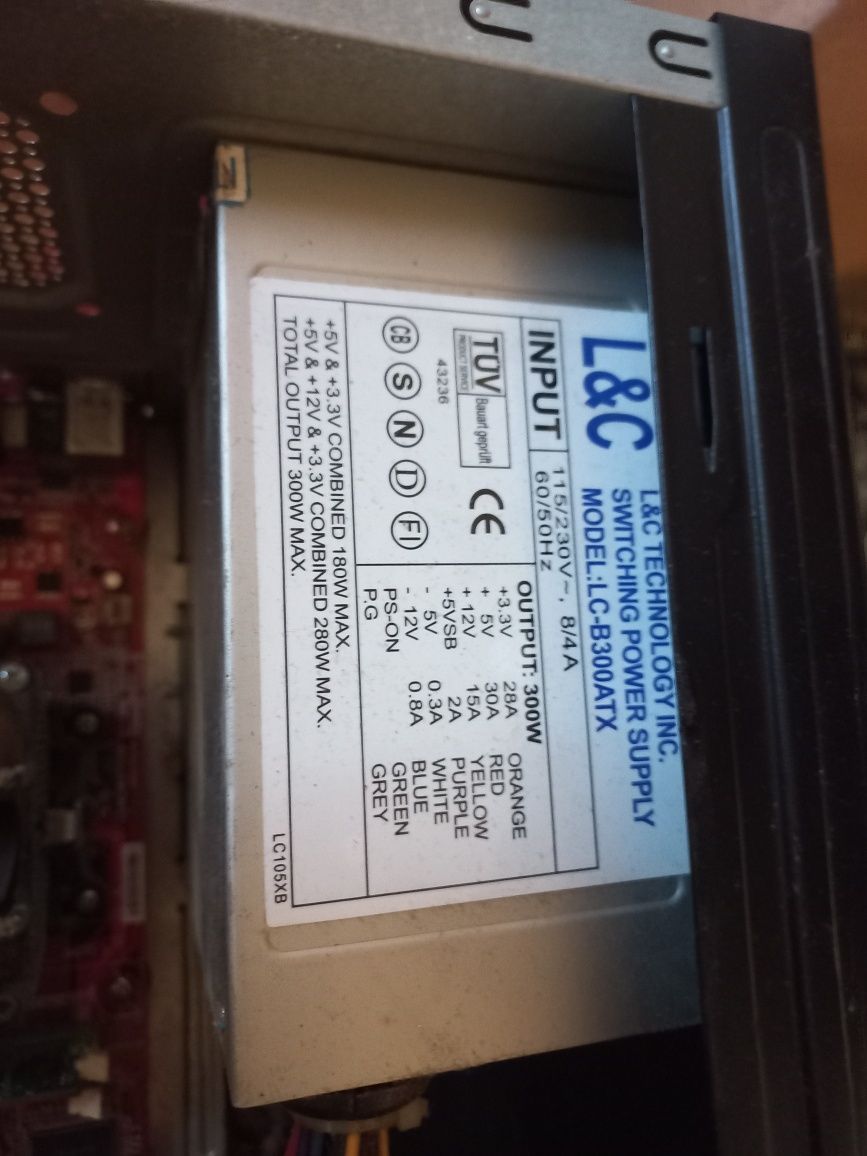 L&C
L&C TECHNOLOGY INC.
SWITCHING POWER SUPPLY
MODEL:LC-B300ATX
INPUT
115/230V~, 8/4A
60/50Hz
TÜV
PRODUCT SERVICE
Bauart geprüft
CE
43236
CB S N D FI
OUTPUT: 300W
+3.3V 28A ORANGE
+ 5V 30A RED
+ 12V 15A YELLOW
+5VSB 2A PURPLE
- 5V 0.3A WHITE
- 12V 0.8A BLUE
PS-ON GREEN
P.G GREY
+5V & +3.3V COMBINED 180W MAX.
+5V & +12V & +3.3V COMBINED 280W MAX.
TOTAL OUTPUT 300W MAX.
LC105XB